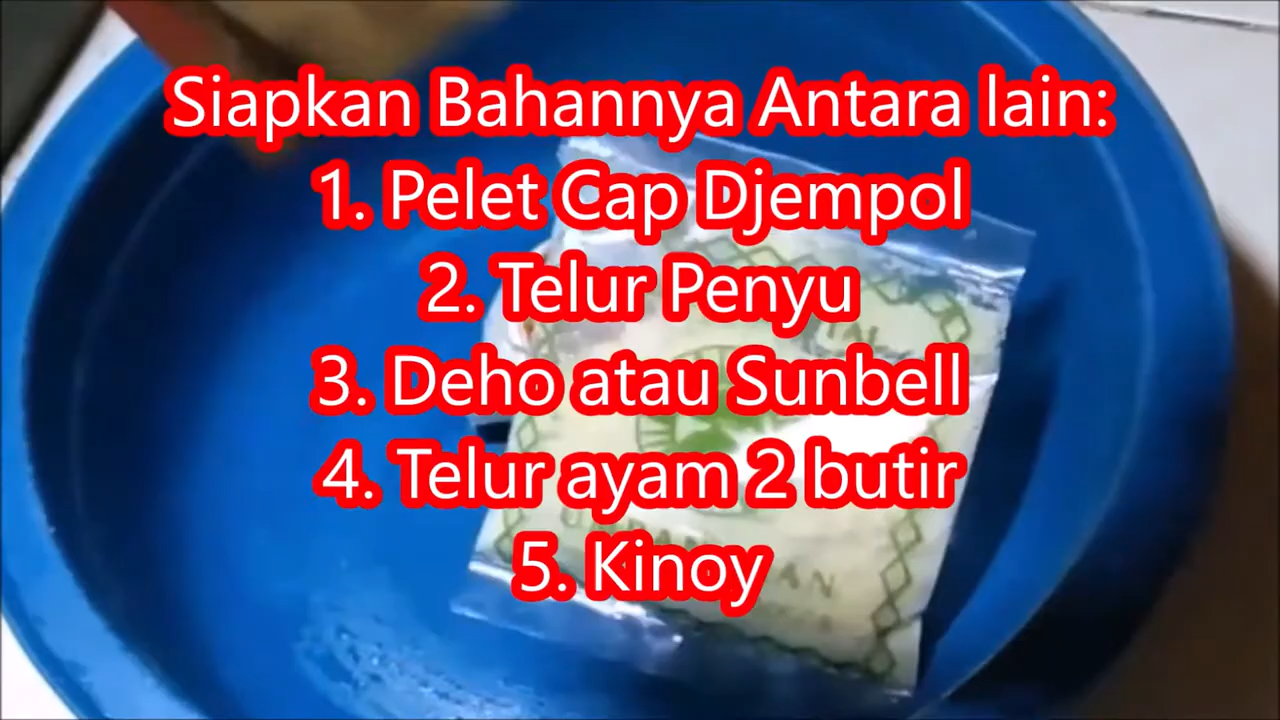 Siapkan Bahannya Antara lain:
1. Pelet Cap Djempol
2. Telur Penyu
3. Deho atau Sunbell
4. Telur ayam 2 butir
5. Kinoy